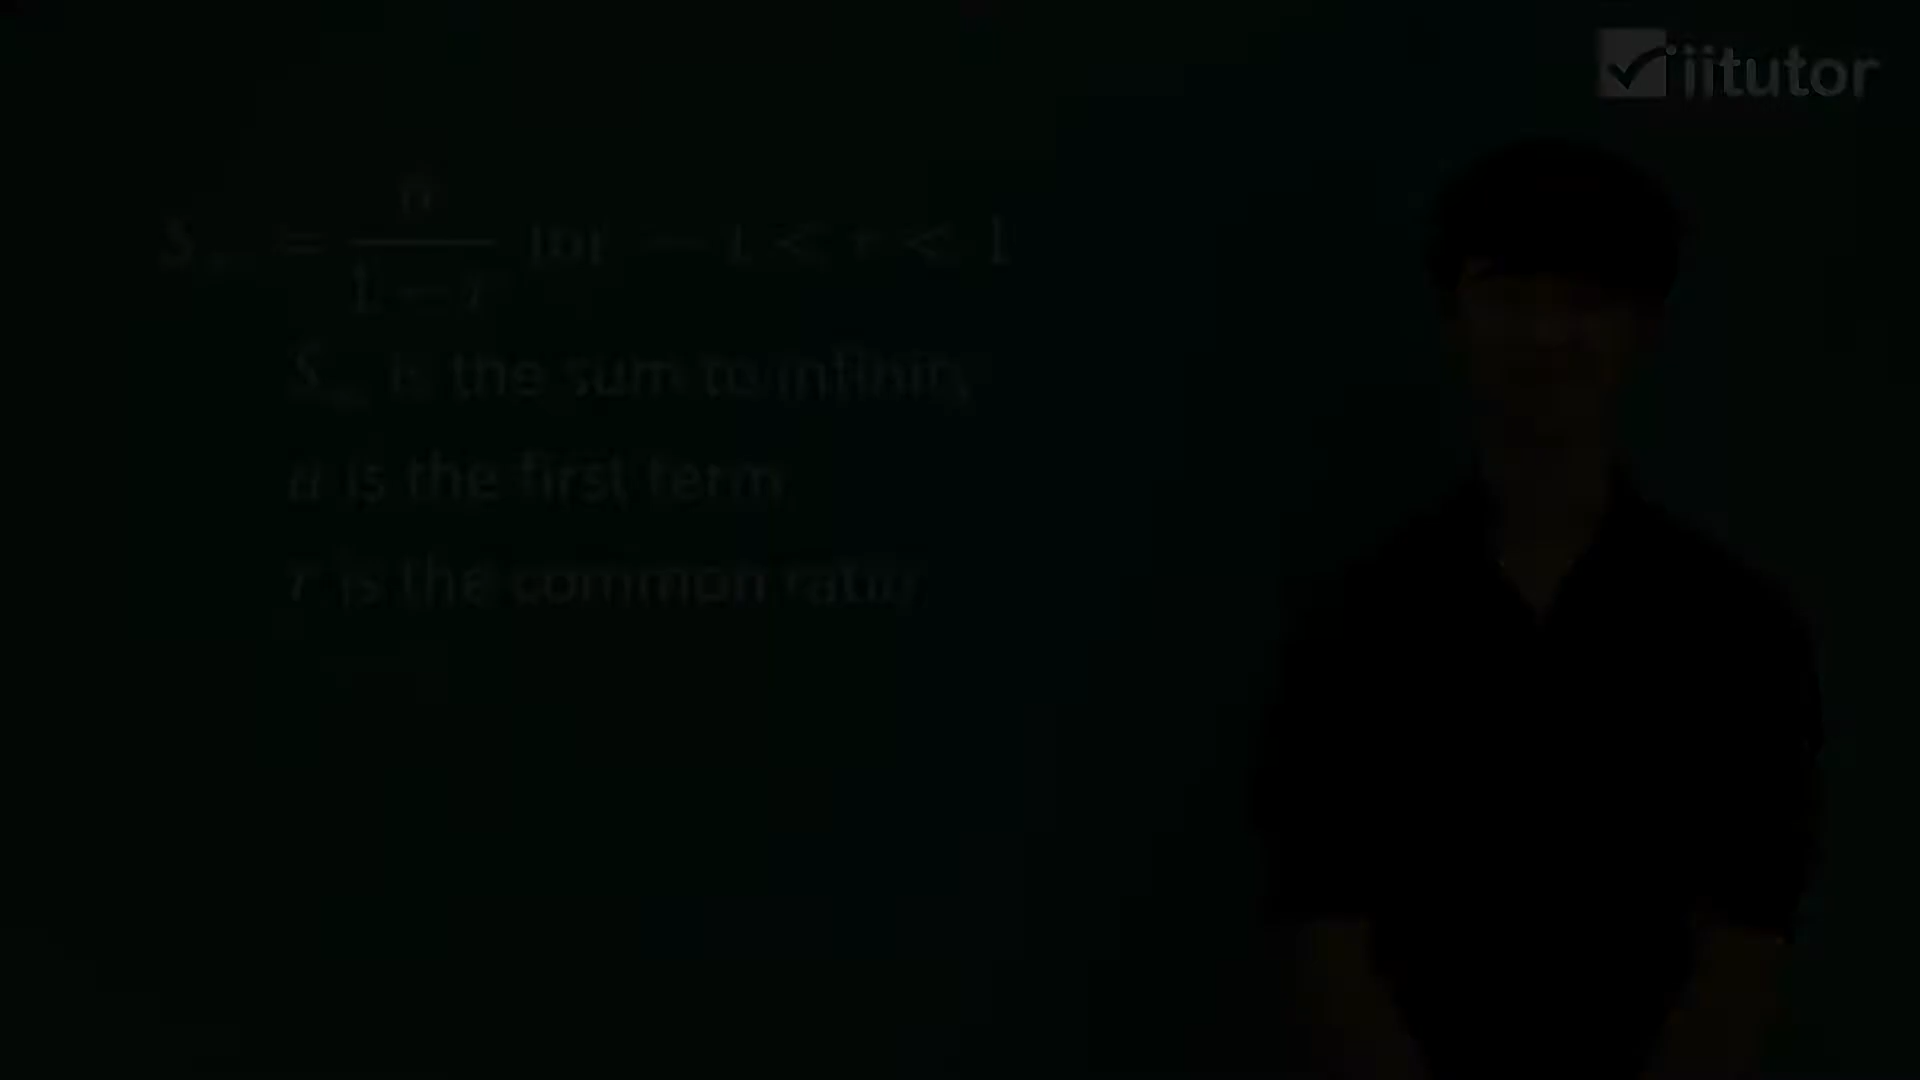 iitutor
S∞ = a / (1 − r) for − 1 < r < 1
S∞ is the sum to infinity
a is the first term
r is the common ratio